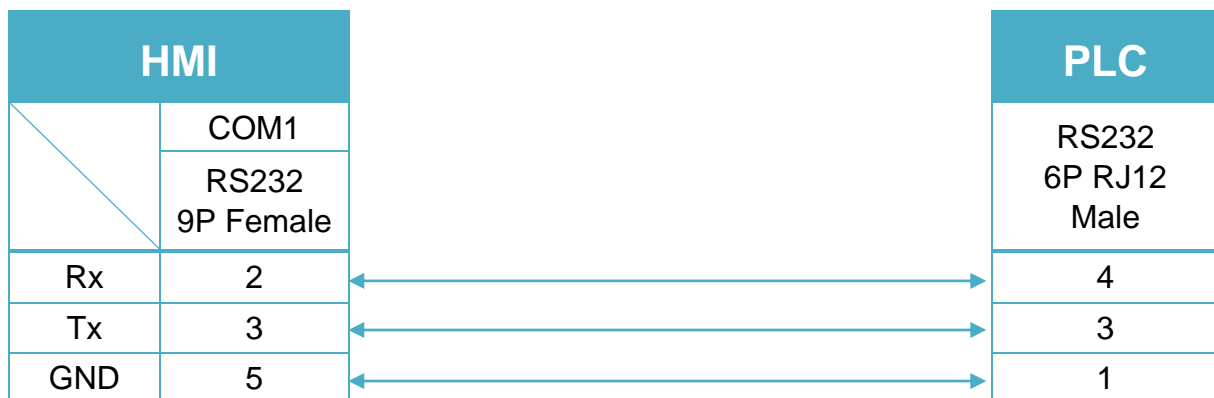 HMI
PLC
COM1
RS232
9P Female
RS232
6P RJ12
Male
Rx 2 4
Tx 3 3
GND 5 1